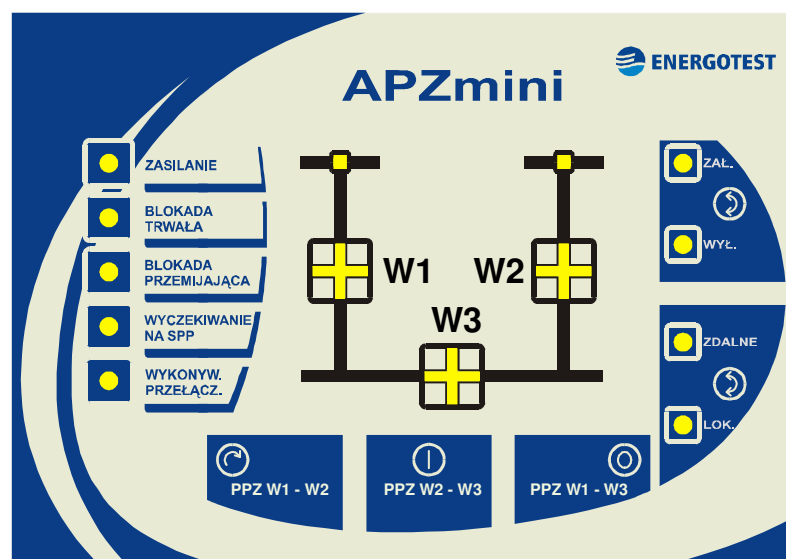 ENERGOTEST
APZmini
ZASILANIE
BLOKADA
TRWAŁA
BLOKADA
PRZEMIJAJĄCA
WYCZEKIWANIE
NA SPP
WYKONYW.
PRZEŁĄCZ.
W1
W2
W3
ZAŁ.
WYŁ.
ZDALNE
LOK.
PPZ W1 - W2
PPZ W2 - W3
PPZ W1 - W3